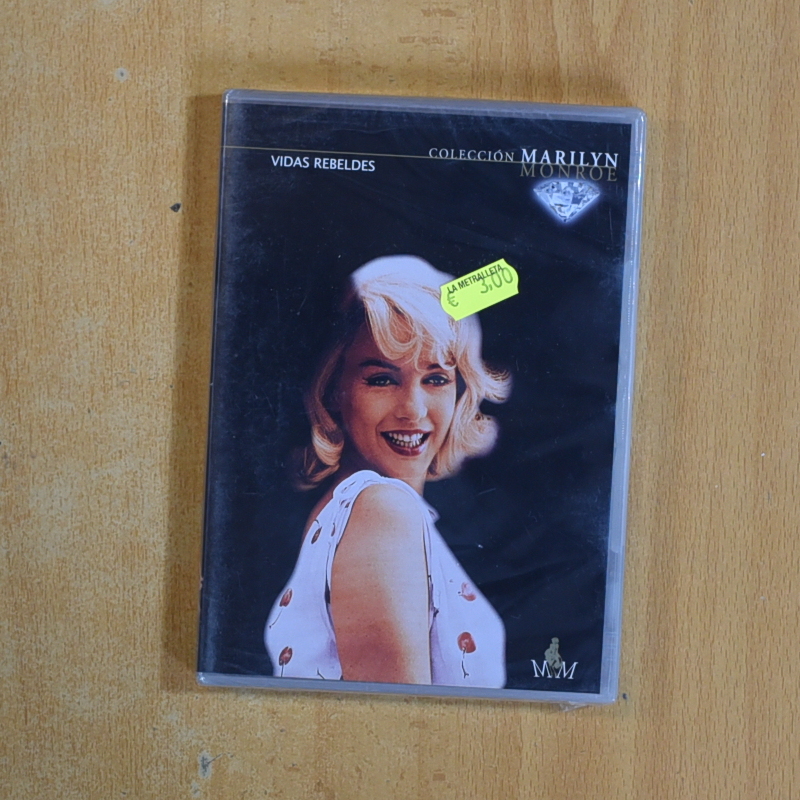 COLECCIÓN MARILYN
MONROE
VIDAS REBELDES
LA METRALLETA
€ 3,00
MM